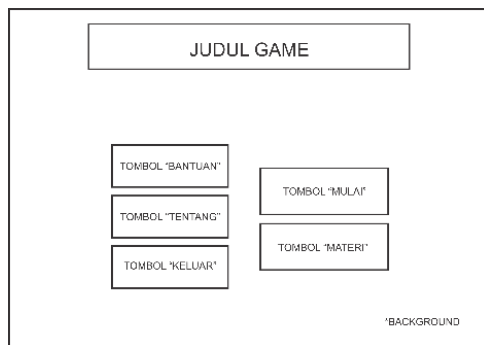 JUDUL GAME
TOMBOL "BANTUAN"
TOMBOL "TENTANG"
TOMBOL "KELUAR"
TOMBOL "MULAI"
TOMBOL "MATERI"
*BACKGROUND